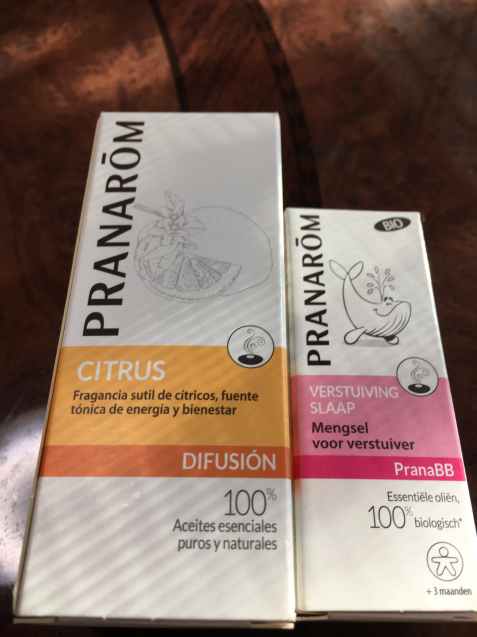 PRANARŌM
CITRUS
Fragancia sutil de cítricos, fuente
tónica de energía y bienestar
DIFUSIÓN
100%
Aceites esenciales
puros y naturales
PRANARŌM
BIO
VERSTUIVING
SLAAP
Mengsel
voor verstuiver
PranaBB
Essentiële oliën,
100% biologisch*
+ 3 maanden